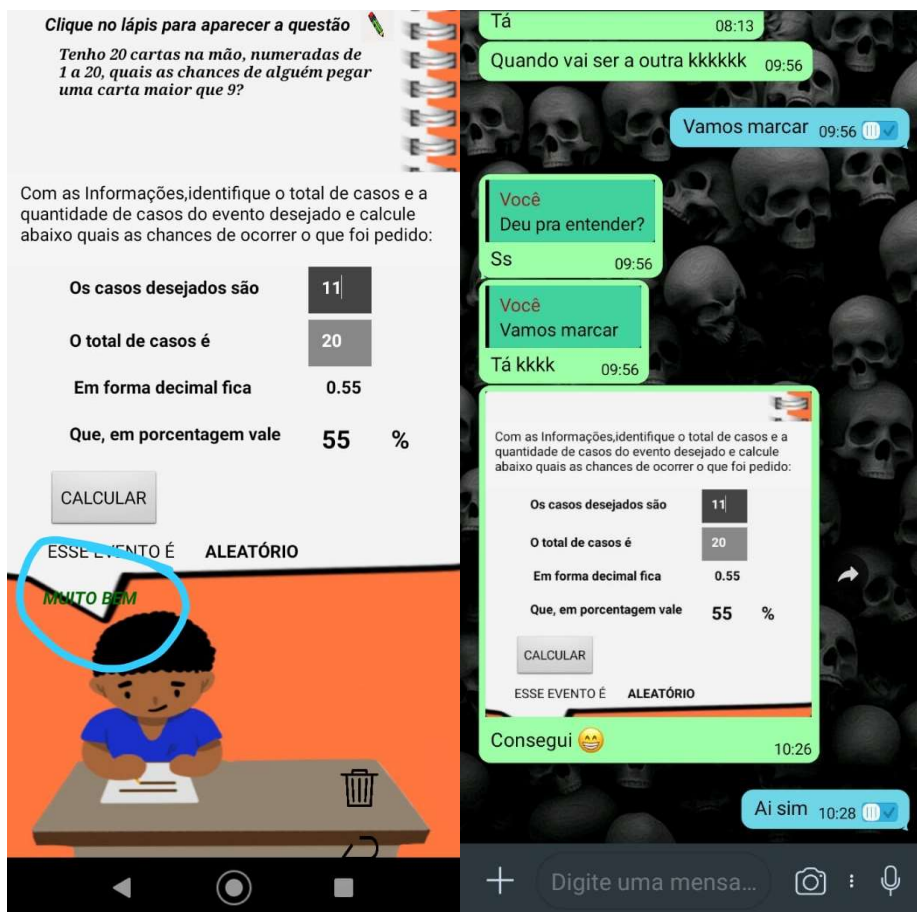 Clique no lápis para aparecer a questão
Tenho 20 cartas na mão, numeradas de
1 a 20, quais as chances de alguém pegar
uma carta maior que 9?
Com as Informações,identifique o total de casos e a
quantidade de casos do evento desejado e calcule
abaixo quais as chances de ocorrer o que foi pedido:
Os casos desejados são 11
O total de casos é 20
Em forma decimal fica 0.55
Que, em porcentagem vale 55 %
CALCULAR
ESSE EVENTO É ALEATÓRIO
MUITO BEM
Tá 08:13
Quando vai ser a outra kkkkkk 09:56
Vamos marcar 09:56
Você
Deu pra entender?
Ss 09:56
Você
Vamos marcar
Tá kkkk 09:56
Com as Informações,identifique o total de casos e a
quantidade de casos do evento desejado e calcule
abaixo quais as chances de ocorrer o que foi pedido:
Os casos desejados são 11
O total de casos é 20
Em forma decimal fica 0.55
Que, em porcentagem vale 55 %
CALCULAR
ESSE EVENTO É ALEATÓRIO
Consegui 😁 10:26
Ai sim 10:28
Digite uma mensa...